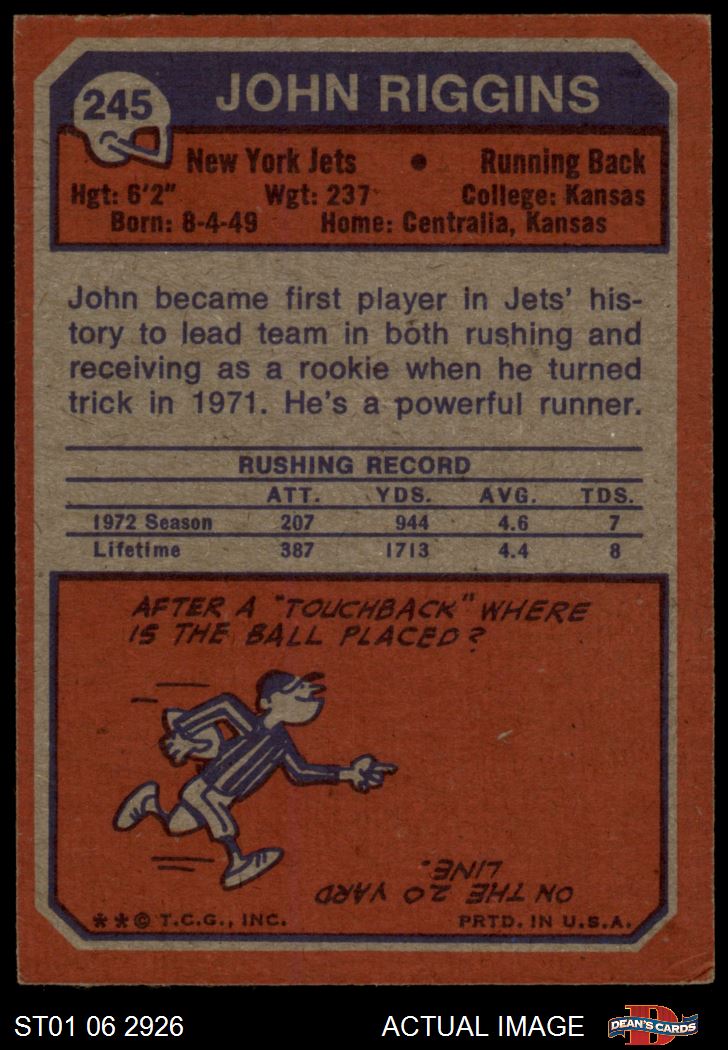 245
JOHN RIGGINS
New York Jets • Running Back
Hgt: 6'2" Wgt: 237 College: Kansas
Born: 8-4-49 Home: Centralia, Kansas
John became first player in Jets' his-
tory to lead team in both rushing and
receiving as a rookie when he turned
trick in 1971. He's a powerful runner.
RUSHING RECORD
ATT. YDS. AVG. TDS.
1972 Season 207 944 4.6 7
Lifetime 387 1713 4.4 8
AFTER A "TOUCHBACK" WHERE
IS THE BALL PLACED?
ON THE 20 YARD
LINE.
**© T.C.G., INC. PRTD. IN U.S.A.
ST01 06 2926 ACTUAL IMAGE D DEAN'S CARDS